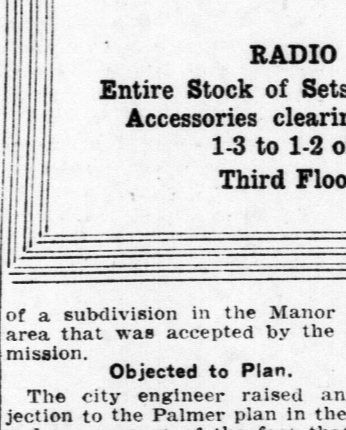 RADIO
Entire Stock of Sets
Accessories clearin
1-3 to 1-2 o
Third Floo
of a subdivision in the Manor
area that was accepted by the
mission.
Objected to Plan.
The city engineer raised an
jection to the Palmer plan in the